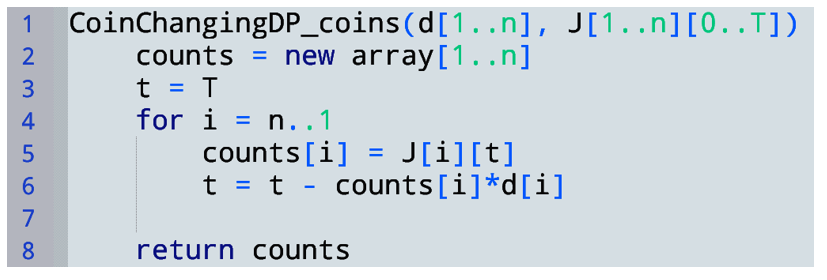 1 CoinChangingDP_coins(d[1..n], J[1..n][0..T])
2     counts = new array[1..n]
3     t = T
4     for i = n..1
5         counts[i] = J[i][t]
6         t = t - counts[i]*d[i]
7
8     return counts